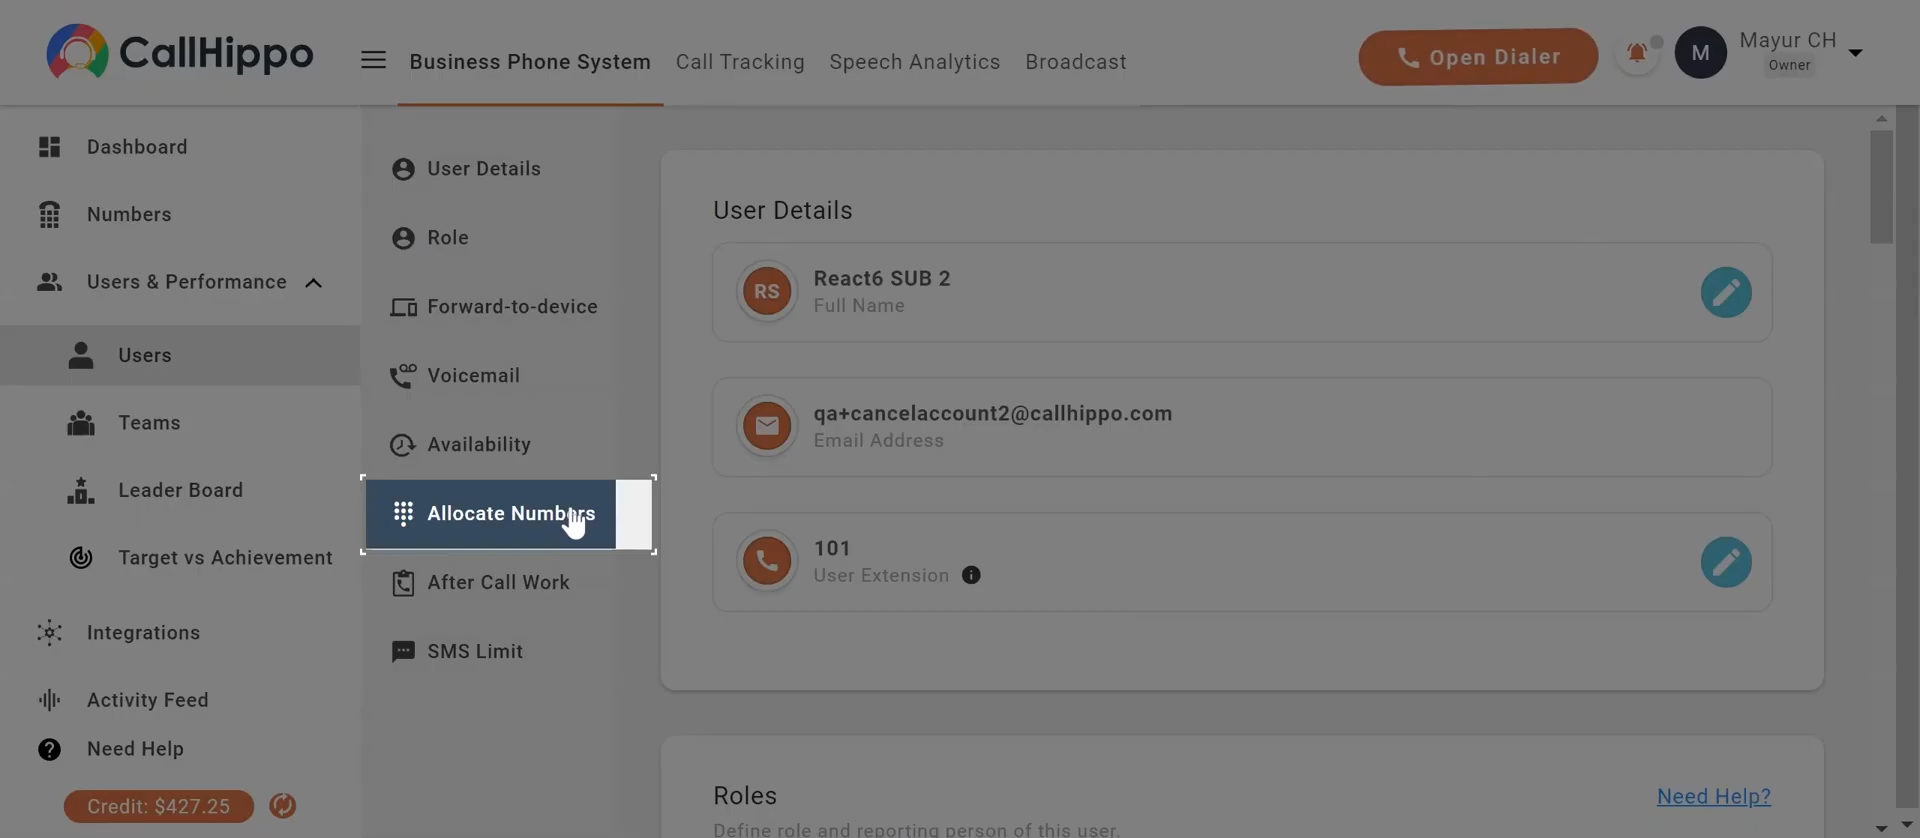 CallHippo
Business Phone System
Call Tracking
Speech Analytics
Broadcast
Open Dialer
M
Mayur CH
Owner
Dashboard
Numbers
Users & Performance
Users
Teams
Leader Board
Target vs Achievement
Integrations
Activity Feed
Need Help
Credit: $427.25
User Details
Role
Forward-to-device
Voicemail
Availability
Allocate Numbers
After Call Work
SMS Limit
User Details
RS
React6 SUB 2
Full Name
qa+cancelaccount2@callhippo.com
Email Address
101
User Extension
Roles
Need Help?
Define role and reporting person of this user.